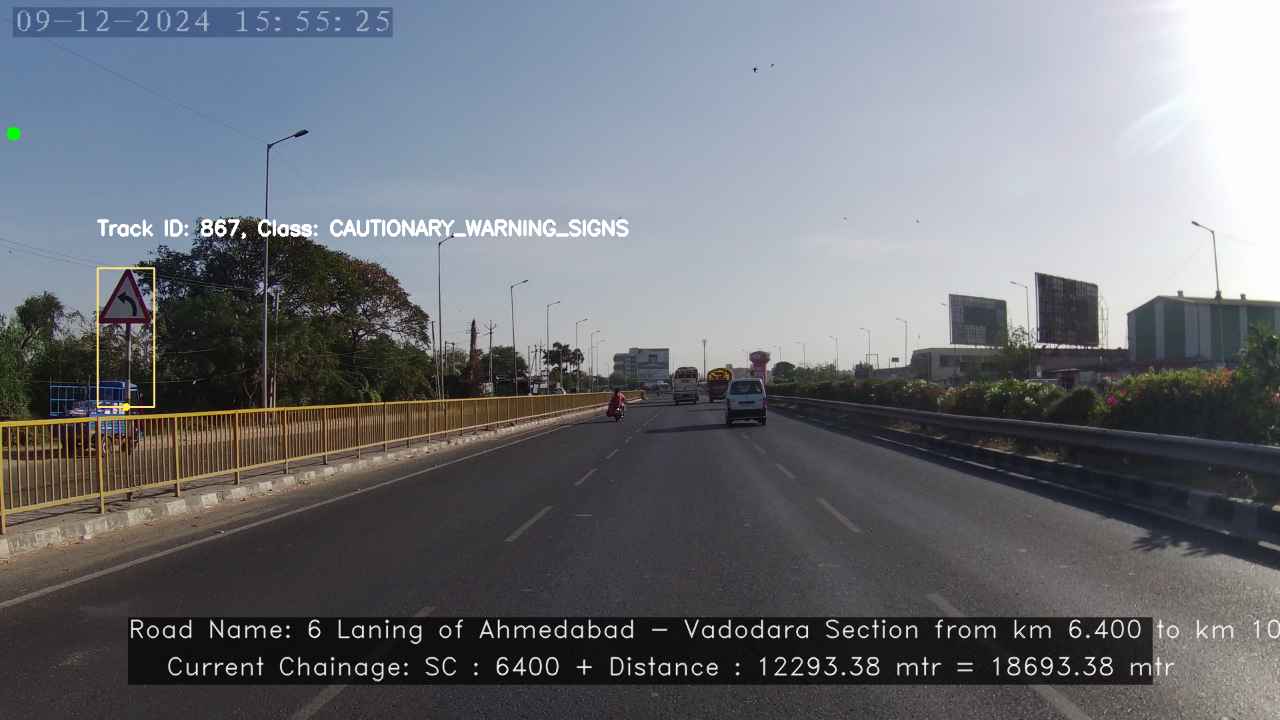 09-12-2024 15:55:25
Track ID: 867, Class: CAUTIONARY_WARNING_SIGNS
Road Name: 6 Laning of Ahmedabad - Vadodara Section from km 6.400 to km 10
Current Chainage: SC : 6400 + Distance : 12293.38 mtr = 18693.38 mtr